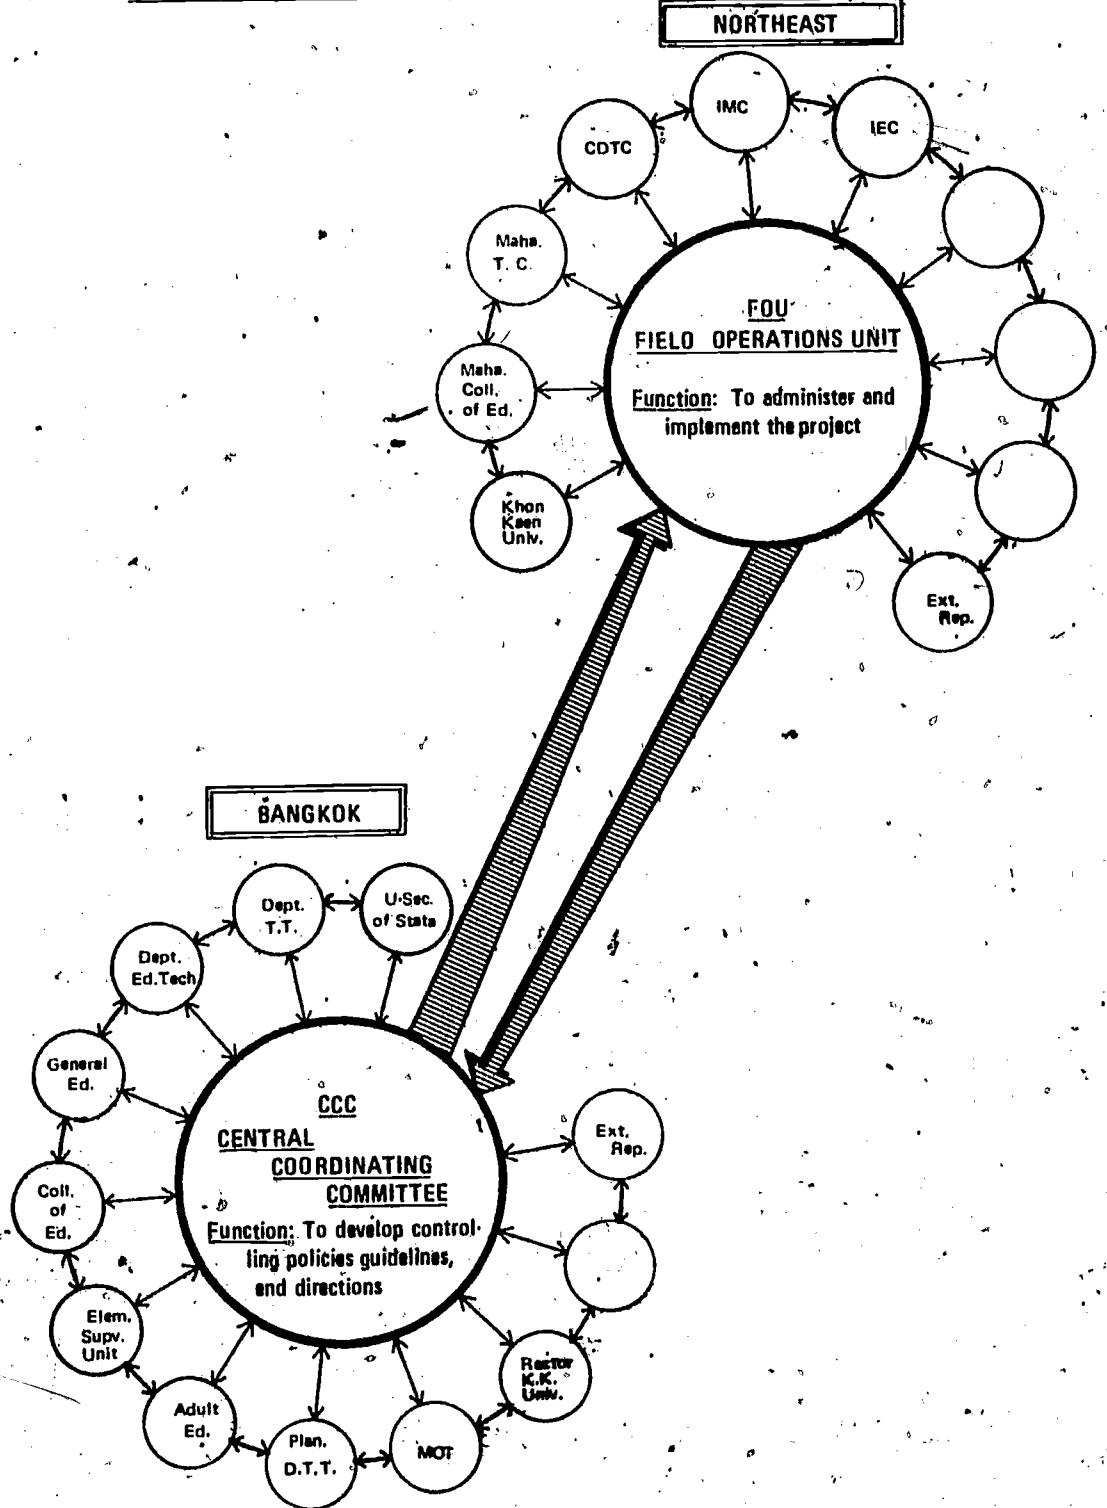 NORTHEAST
IMC
IEC
CDTC
Maha.
T. C.
Maha.
Coll.
of Ed.
Khon
Kaen
Univ.
FOU
FIELD OPERATIONS UNIT
Function: To administer and
implement the project
Ext.
Rep.
BANGKOK
Dept.
T.T.
U.Sec.
of State
Dept.
Ed.Tech
General
Ed.
Coll.
of
Ed.
Elem.
Supv.
Unit
Adult
Ed.
Plan.
D.T.T.
MOT
Rector
K.K.
Univ.
Ext.
Rep.
CCC
CENTRAL
COORDINATING
COMMITTEE
Function: To develop control-
ling policies guidelines,
and directions